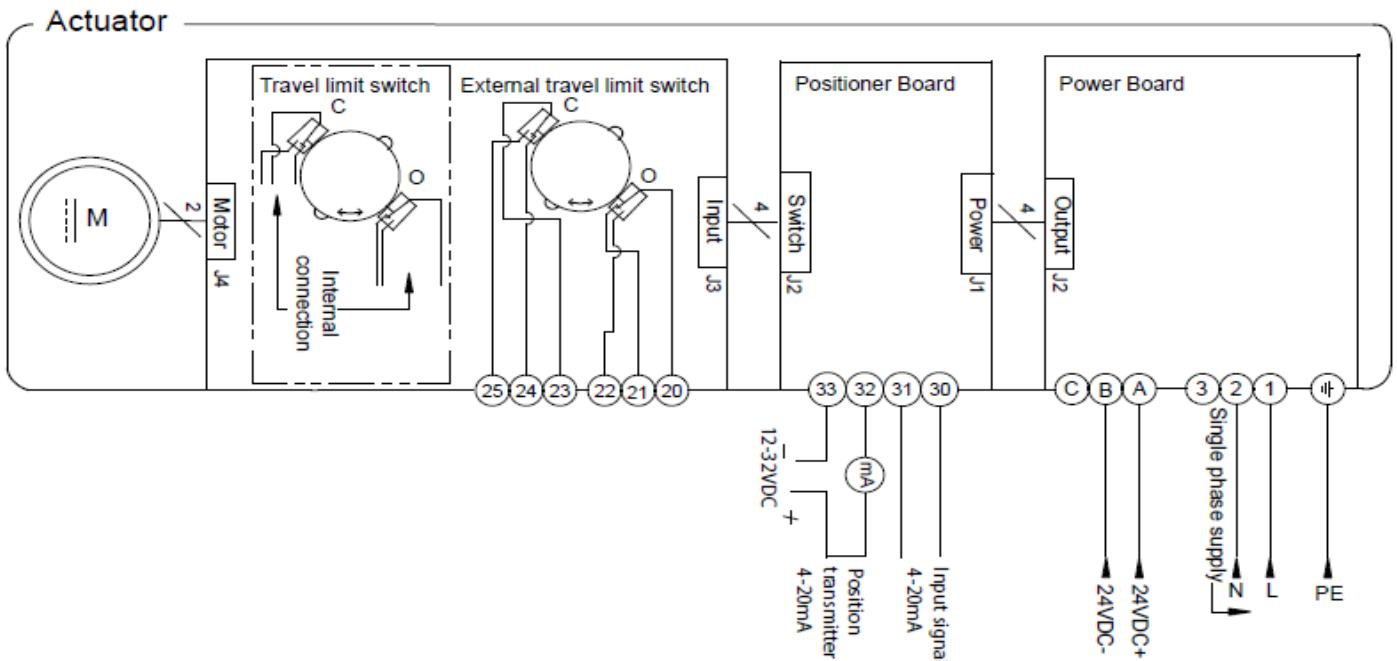 Actuator
Travel limit switch
External travel limit switch
Positioner Board
Power Board
C
C
O
O
M
2
Motor
J4
Internal
connection
Input
J3
4
Switch
J2
Power
J1
4
Output
J2
25
24
23
22
21
20
33
32
31
30
C
B
A
3
2
1
12-32VDC
-
+
mA
Position
transmitter
4-20mA
Input signa
4-20mA
24VDC-
24VDC+
Single phase supply
N
L
PE